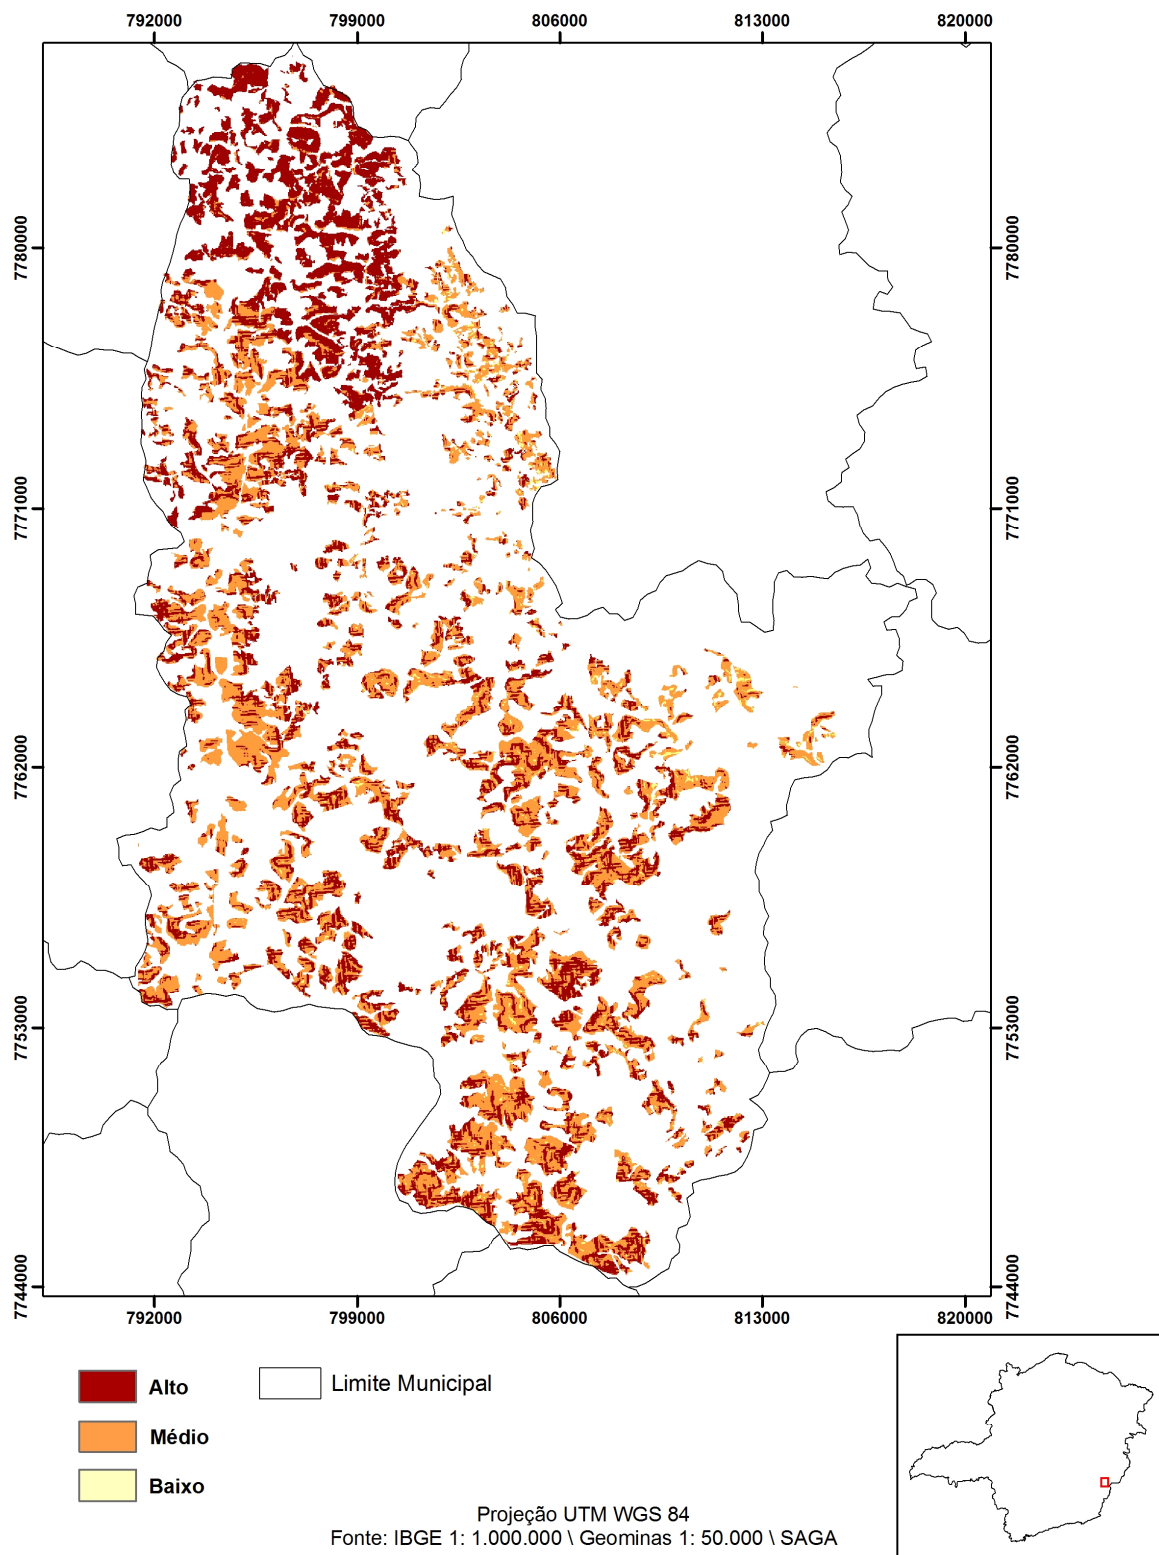 792000 799000 806000 813000 820000
7780000 7780000
7771000 7771000
7762000 7762000
7753000 7753000
7744000 7744000
792000 799000 806000 813000 820000
Alto Limite Municipal
Médio
Baixo
Projeção UTM WGS 84
Fonte: IBGE 1: 1.000.000 \ Geominas 1: 50.000 \ SAGA